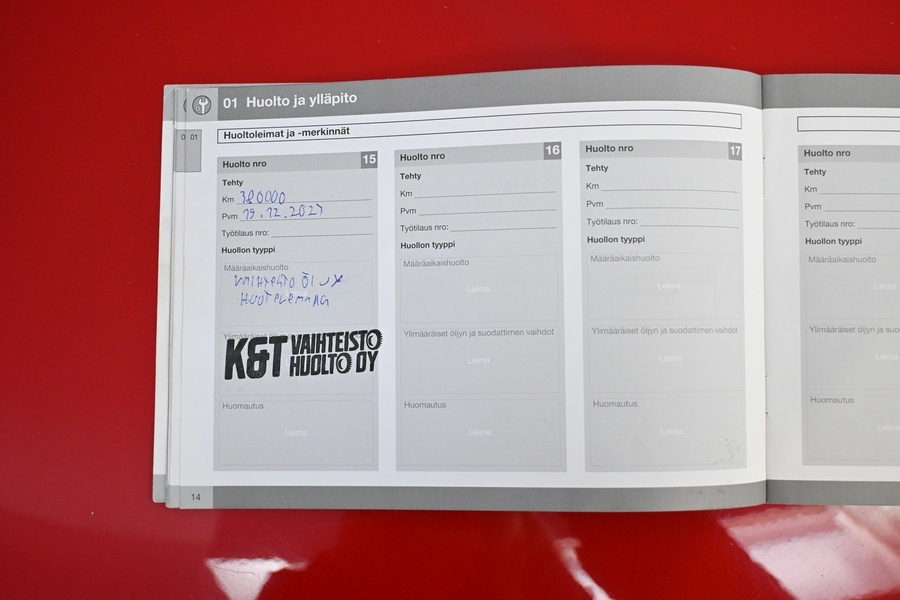 01 Huolto ja ylläpito
0 01
Huoltoleimat ja -merkinnät
Huolto nro 15
Tehty
Km 380000
Pvm 19.12.2021
Työtilaus nro:
Huollon tyyppi
Määräaikaishuolto
K&T VAIHTEISTO
HUOLTO OY
Huomautus
Leima
Huolto nro 16
Tehty
Km
Pvm
Työtilaus nro:
Huollon tyyppi
Määräaikaishuolto
Leima
Ylimääräiset öljyn ja suodattimen vaihdot
Leima
Huomautus
Leima
Huolto nro 17
Tehty
Km
Pvm
Työtilaus nro:
Huollon tyyppi
Määräaikaishuolto
Leima
Ylimääräiset öljyn ja suodattimen vaihdot
Leima
Huomautus
Leima
Huolto nro
Tehty
Km
Pvm
Työtilaus nro:
Huollon tyyppi
Määräaikaishuolto
Leima
Ylimääräiset öljyn ja suo
Leima
Huomautus
Leima
14